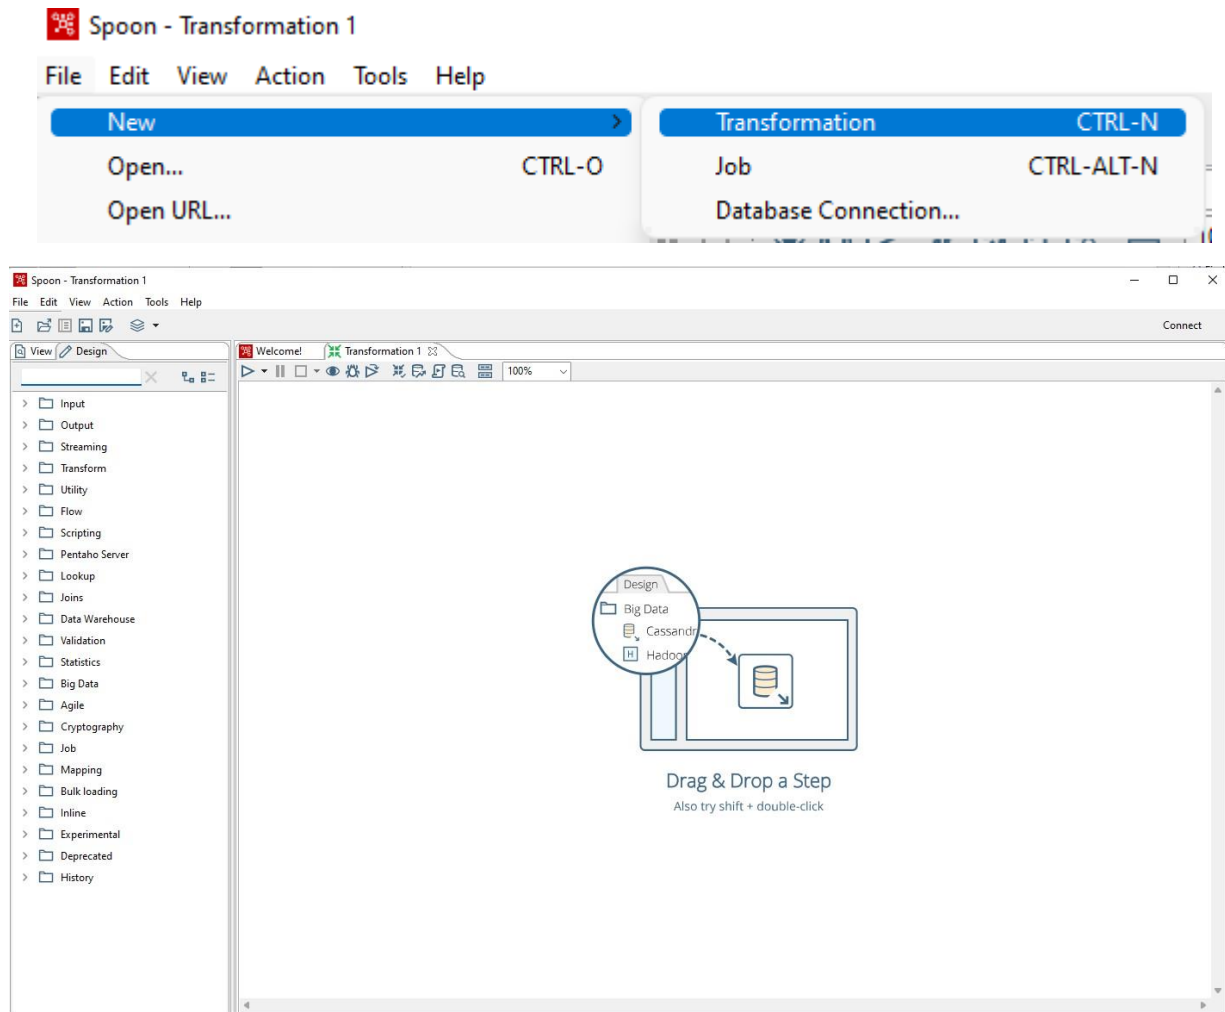 Spoon - Transformation 1
File Edit View Action Tools Help
New Transformation CTRL-N
Open... CTRL-O Job CTRL-ALT-N
Open URL... Database Connection...
Spoon - Transformation 1
File Edit View Action Tools Help
Connect
View Design Welcome! Transformation 1
100%
Input
Output
Streaming
Transform
Utility
Flow
Scripting
Pentaho Server
Lookup
Joins
Data Warehouse
Validation
Statistics
Big Data
Agile
Cryptography
Job
Mapping
Bulk loading
Inline
Experimental
Deprecated
History
Design
Big Data
Cassandr
H Hadoop
Drag & Drop a Step
Also try shift + double-click